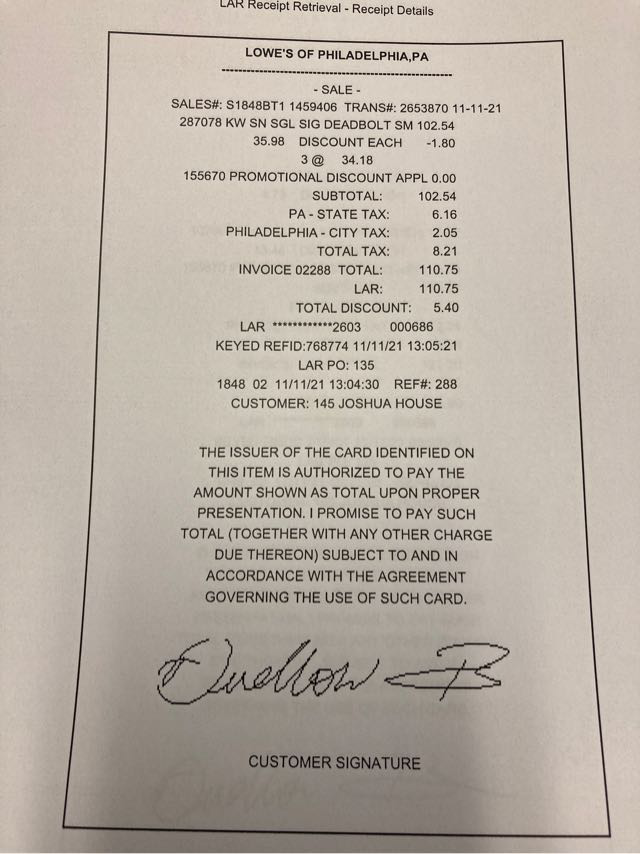 LAR Receipt Retrieval - Receipt Details
LOWE'S OF PHILADELPHIA,PA
--------------------------------------------------------
- SALE -
SALES#: S1848BT1 1459406 TRANS#: 2653870 11-11-21
287078 KW SN SGL SIG DEADBOLT SM 102.54
35.98 DISCOUNT EACH -1.80
3 @ 34.18
155670 PROMOTIONAL DISCOUNT APPL 0.00
SUBTOTAL: 102.54
PA - STATE TAX: 6.16
PHILADELPHIA - CITY TAX: 2.05
TOTAL TAX: 8.21
INVOICE 02288 TOTAL: 110.75
LAR: 110.75
TOTAL DISCOUNT: 5.40
LAR ************2603 000686
KEYED REFID:768774 11/11/21 13:05:21
LAR PO: 135
1848 02 11/11/21 13:04:30 REF#: 288
CUSTOMER: 145 JOSHUA HOUSE
THE ISSUER OF THE CARD IDENTIFIED ON
THIS ITEM IS AUTHORIZED TO PAY THE
AMOUNT SHOWN AS TOTAL UPON PROPER
PRESENTATION. I PROMISE TO PAY SUCH
TOTAL (TOGETHER WITH ANY OTHER CHARGE
DUE THEREON) SUBJECT TO AND IN
ACCORDANCE WITH THE AGREEMENT
GOVERNING THE USE OF SUCH CARD.
CUSTOMER SIGNATURE